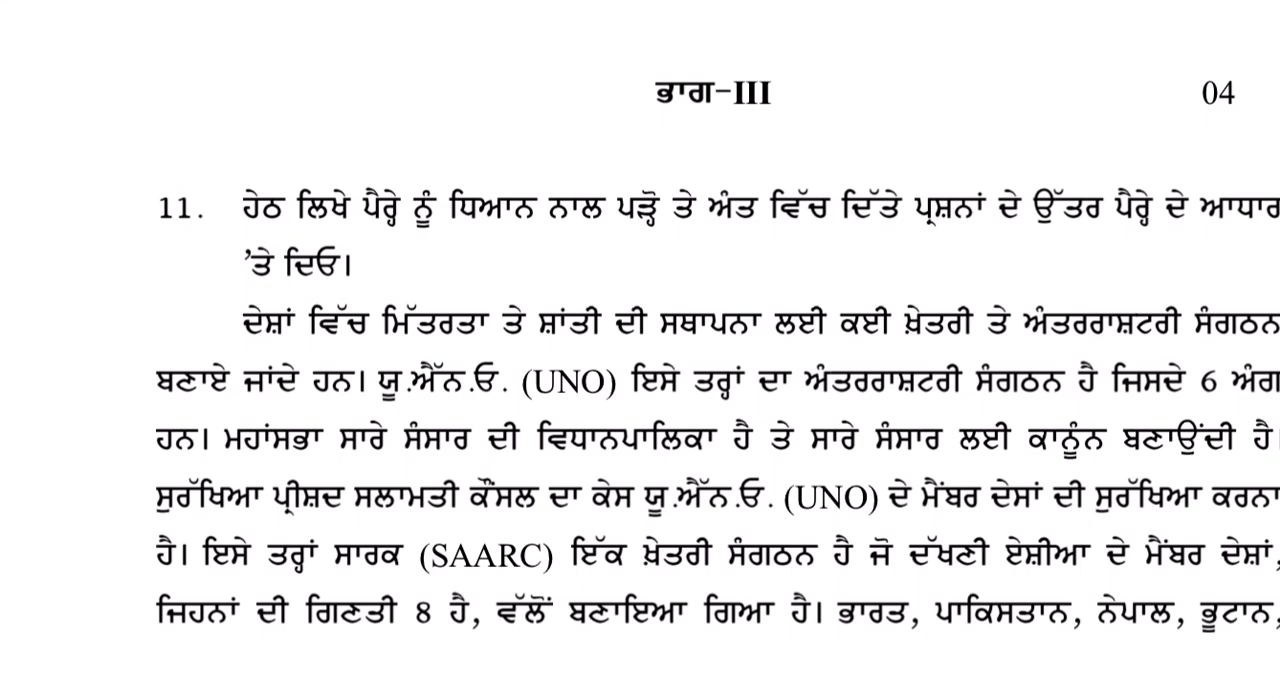 ਭਾਗ-III 04
11. ਹੇਠ ਲਿਖੇ ਪੈਰ੍ਹੇ ਨੂੰ ਧਿਆਨ ਨਾਲ ਪੜ੍ਹੋ ਤੇ ਅੰਤ ਵਿੱਚ ਦਿੱਤੇ ਪ੍ਰਸ਼ਨਾਂ ਦੇ ਉੱਤਰ ਪੈਰ੍ਹੇ ਦੇ ਆਧਾਰ
’ਤੇ ਦਿਓ।
ਦੇਸ਼ਾਂ ਵਿੱਚ ਮਿੱਤਰਤਾ ਤੇ ਸ਼ਾਂਤੀ ਦੀ ਸਥਾਪਨਾ ਲਈ ਕਈ ਖ਼ੇਤਰੀ ਤੇ ਅੰਤਰਰਾਸ਼ਟਰੀ ਸੰਗਠਨ
ਬਣਾਏ ਜਾਂਦੇ ਹਨ। ਯੂ.ਐੱਨ.ਓ. (UNO) ਇਸੇ ਤਰ੍ਹਾਂ ਦਾ ਅੰਤਰਰਾਸ਼ਟਰੀ ਸੰਗਠਨ ਹੈ ਜਿਸਦੇ 6 ਅੰਗ
ਹਨ। ਮਹਾਂਸਭਾ ਸਾਰੇ ਸੰਸਾਰ ਦੀ ਵਿਧਾਨਪਾਲਿਕਾ ਹੈ ਤੇ ਸਾਰੇ ਸੰਸਾਰ ਲਈ ਕਾਨੂੰਨ ਬਣਾਉਂਦੀ ਹੈ।
ਸੁਰੱਖਿਆ ਪ੍ਰੀਸ਼ਦ ਸਲਾਮਤੀ ਕੌਂਸਲ ਦਾ ਕੇਸ ਯੂ.ਐੱਨ.ਓ. (UNO) ਦੇ ਮੈਂਬਰ ਦੇਸਾਂ ਦੀ ਸੁਰੱਖਿਆ ਕਰਨਾ
ਹੈ। ਇਸੇ ਤਰ੍ਹਾਂ ਸਾਰਕ (SAARC) ਇੱਕ ਖ਼ੇਤਰੀ ਸੰਗਠਨ ਹੈ ਜੋ ਦੱਖਣੀ ਏਸ਼ੀਆ ਦੇ ਮੈਂਬਰ ਦੇਸ਼ਾਂ,
ਜਿਹਨਾਂ ਦੀ ਗਿਣਤੀ 8 ਹੈ, ਵੱਲੋਂ ਬਣਾਇਆ ਗਿਆ ਹੈ। ਭਾਰਤ, ਪਾਕਿਸਤਾਨ, ਨੇਪਾਲ, ਭੂਟਾਨ,